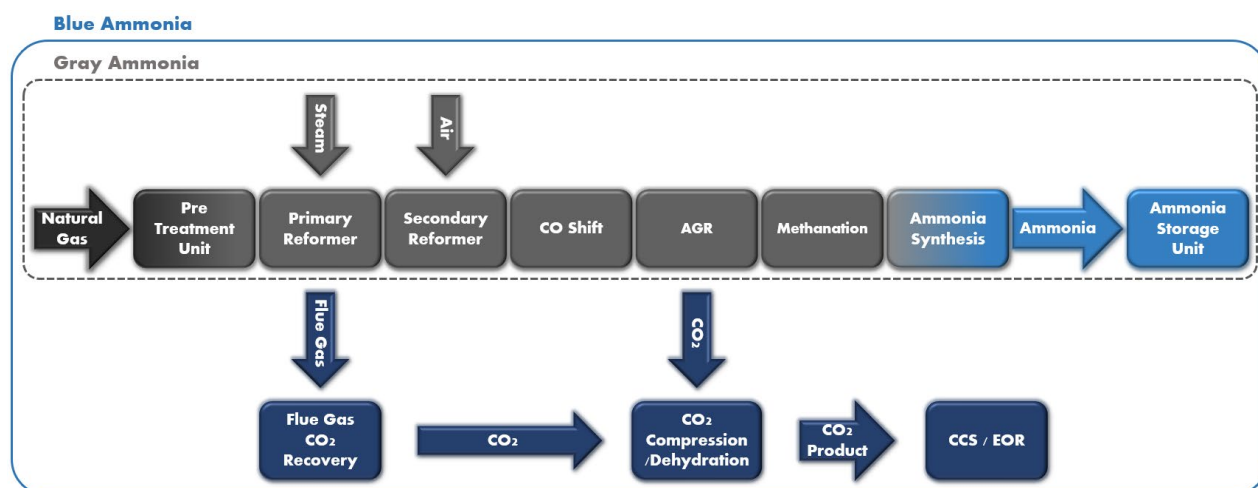 Blue Ammonia
Gray Ammonia
Steam
Air
Natural
Gas
Pre
Treatment
Unit
Primary
Reformer
Secondary
Reformer
CO Shift
AGR
Methanation
Ammonia
Synthesis
Ammonia
Ammonia
Storage
Unit
Flue Gas
CO₂
Flue Gas
CO₂
Recovery
CO₂
CO₂
Compression
/Dehydration
CO₂
Product
CCS / EOR